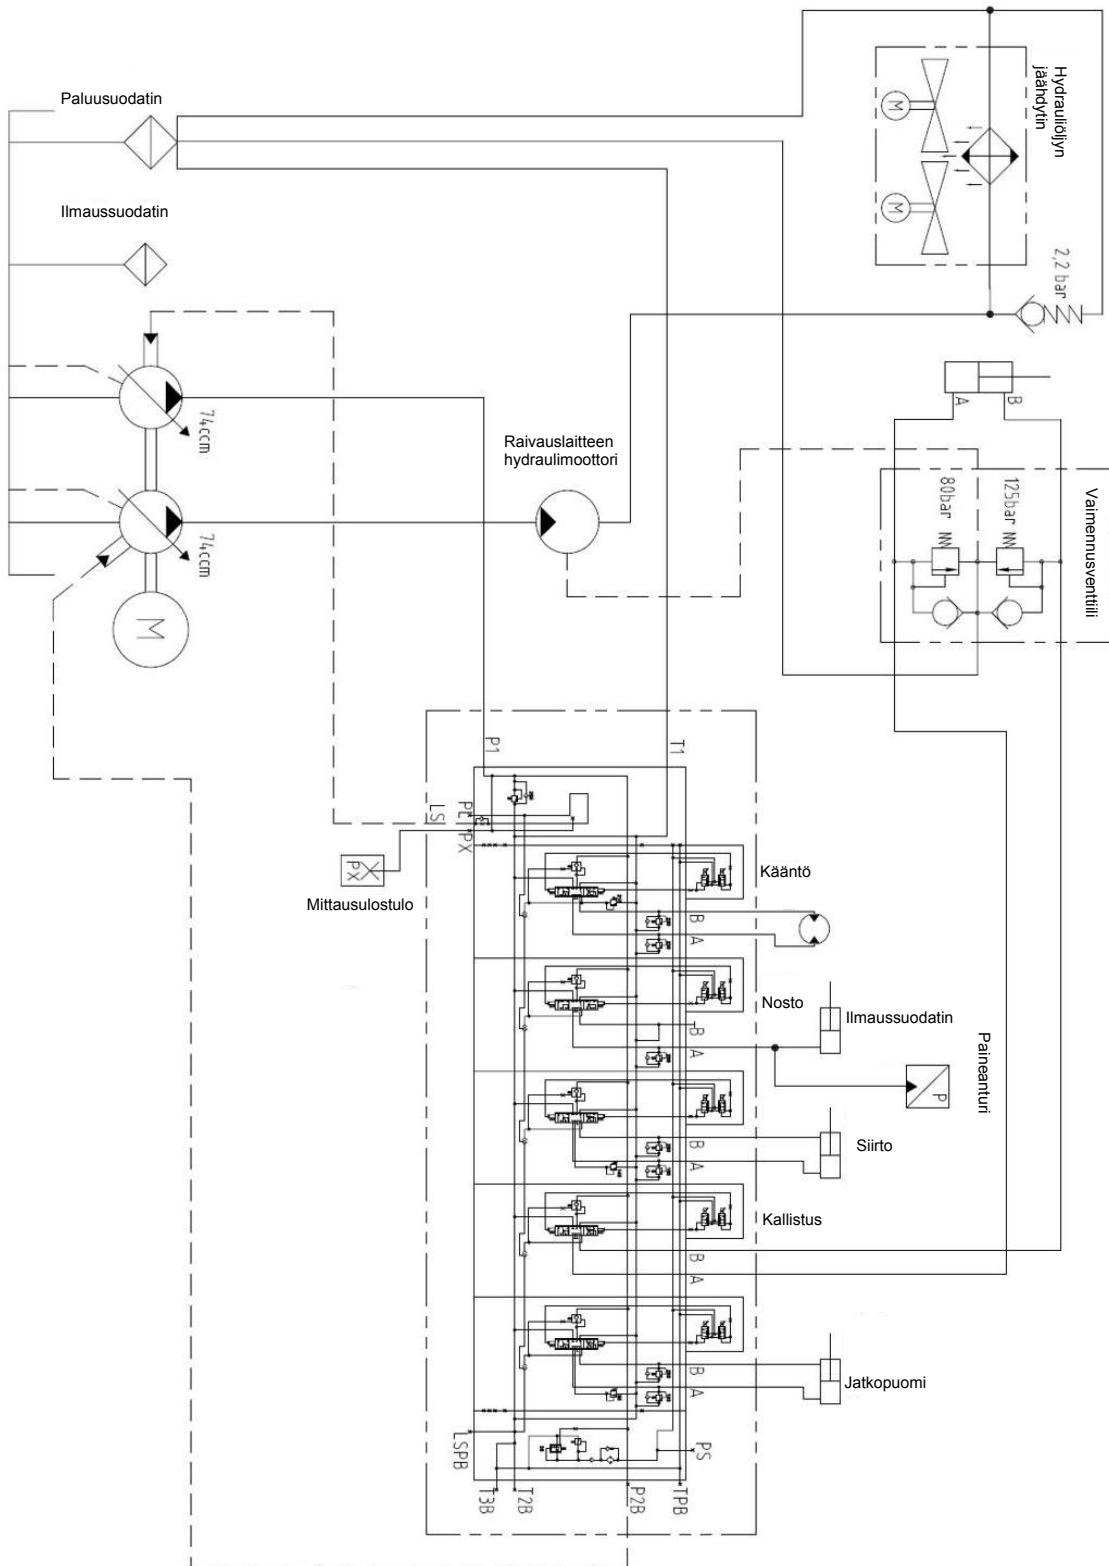 Paluusuodatin
Hydrauliöljyn
jäähdytin
M
M
Ilmaussuodatin
2,2 bar
A
B
74ccm
Raivauslaitteen
hydraulimoottori
80bar
125bar
Vaimennusventtiili
74ccm
M
P1
T1
PL
LS
PX
PX
Mittausulostulo
Kääntö
B
A
Nosto
Ilmaussuodatin
B
A
P
Paineanturi
B
A
Siirto
Kallistus
B
A
B
A
Jatkopuomi
LSPB
PS
T3B
T2B
P2B
TPB